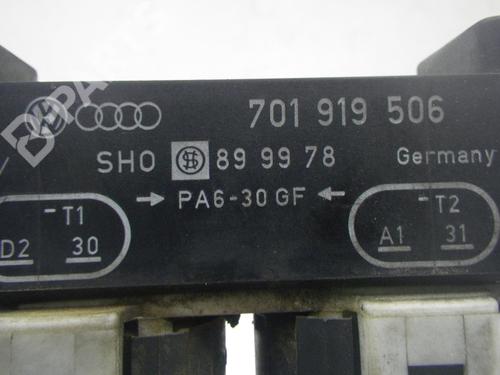 701 919 506
SHO 89 99 78 Germany
→ PA6-30 GF ←
T1 T2
D2 30 A1 31